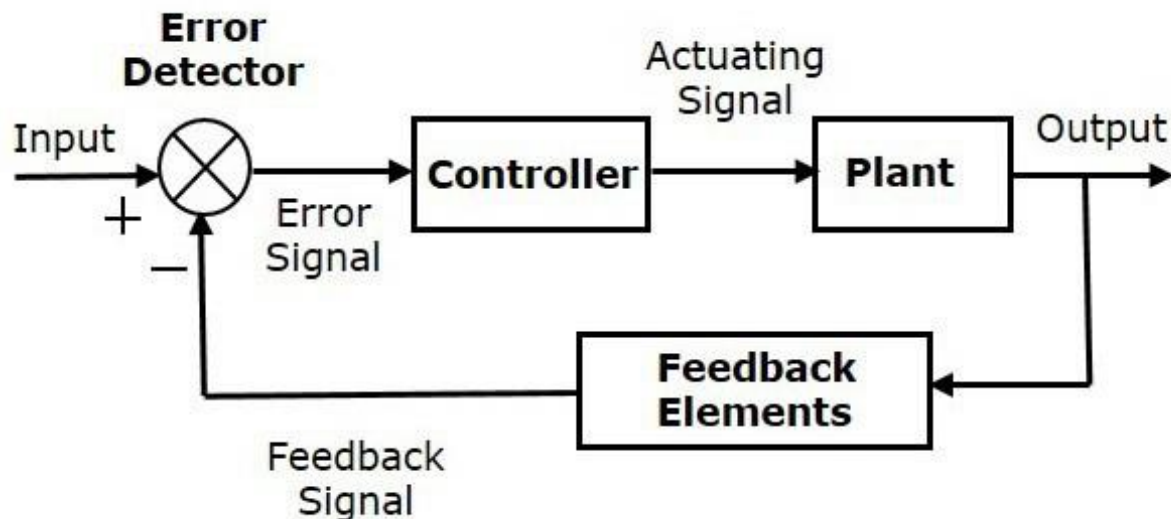 Error
Detector
Input
+
−
Error
Signal
Controller
Actuating
Signal
Plant
Output
Feedback
Elements
Feedback
Signal